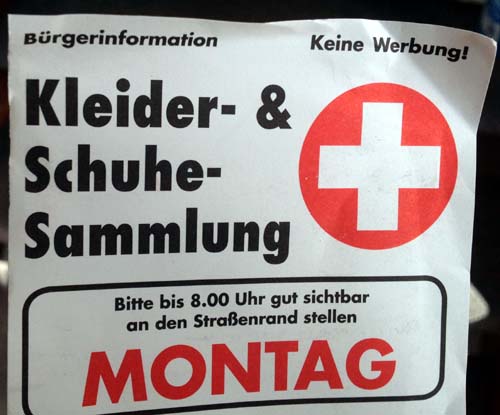 Bürgerinformation
Keine Werbung!
Kleider- &
Schuhe-
Sammlung
Bitte bis 8.00 Uhr gut sichtbar
an den Straßenrand stellen
MONTAG